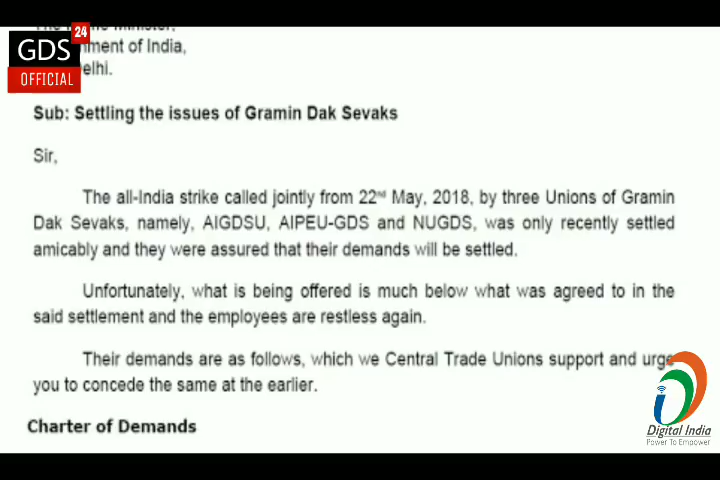 24
GDS
OFFICIAL
Minister,
nment of India,
elhi.
Sub: Settling the issues of Gramin Dak Sevaks
Sir,
The all-India strike called jointly from 22nd May, 2018, by three Unions of Gramin
Dak Sevaks, namely, AIGDSU, AIPEU-GDS and NUGDS, was only recently settled
amicably and they were assured that their demands will be settled.
Unfortunately, what is being offered is much below what was agreed to in the
said settlement and the employees are restless again.
Their demands are as follows, which we Central Trade Unions support and urge
you to concede the same at the earlier.
Charter of Demands
Digital India
Power To Empower